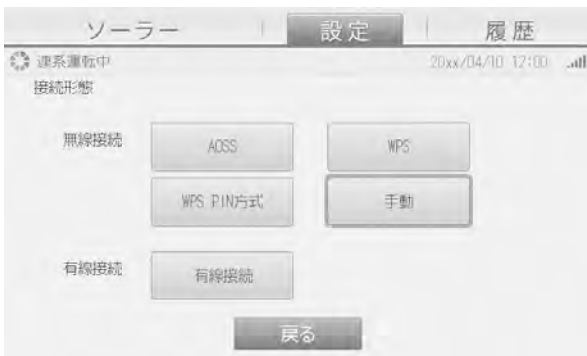 ソーラー 設定 履歴
連系運転中 20xx/04/10 17:00
接続形態
無線接続 AOSS WPS
WPS PIN方式 手動
有線接続 有線接続
戻る